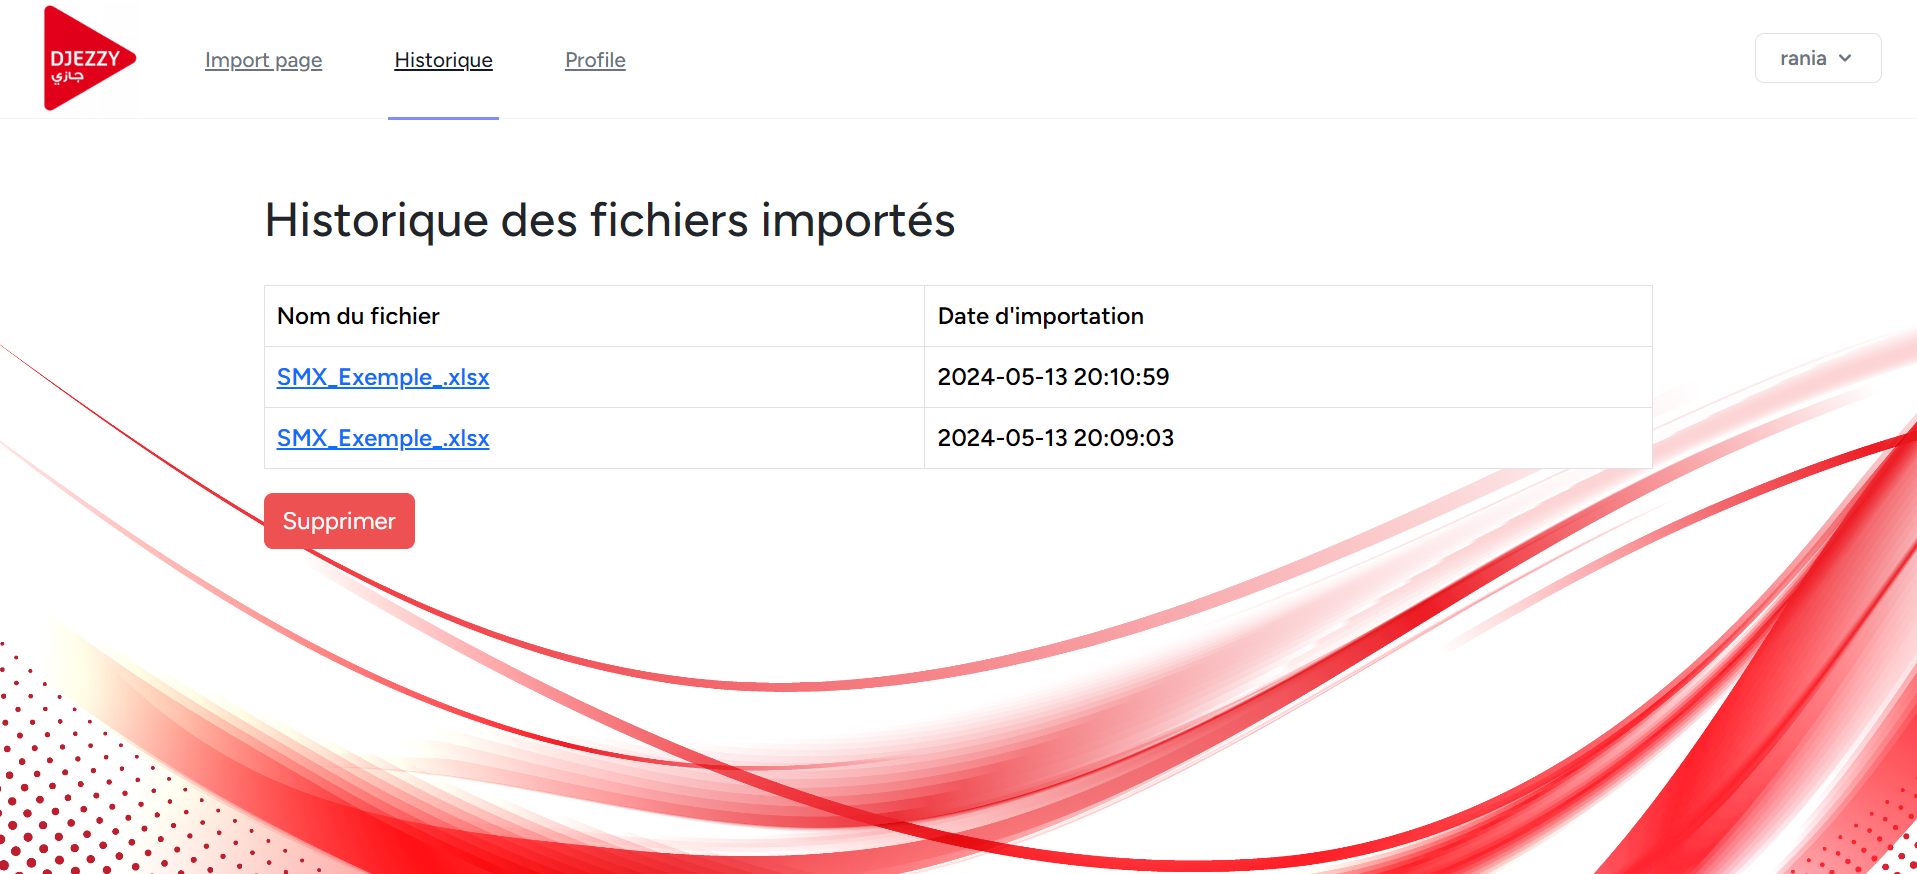 DJEZZY
جازي
Import page
Historique
Profile
rania
Historique des fichiers importés
Nom du fichier
Date d'importation
SMX_Exemple_.xlsx
2024-05-13 20:10:59
SMX_Exemple_.xlsx
2024-05-13 20:09:03
Supprimer